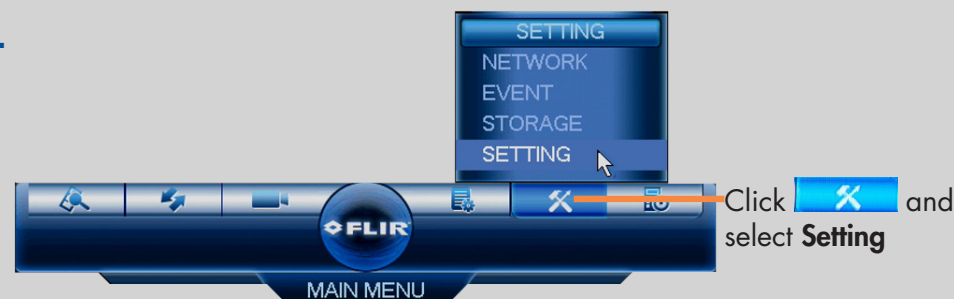 SETTING
NETWORK
EVENT
STORAGE
SETTING
FLIR
MAIN MENU
Click and
select Setting